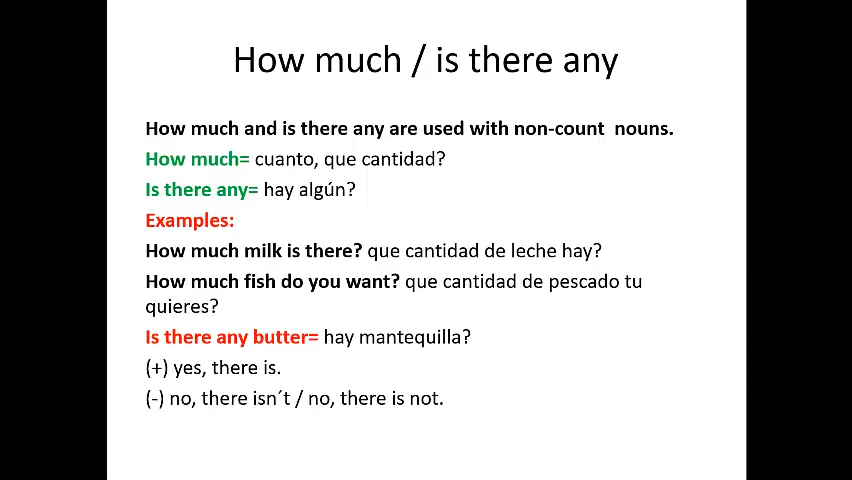 How much / is there any
How much and is there any are used with non-count  nouns.
How much= cuanto, que cantidad?
Is there any= hay algún?
Examples:
How much milk is there? que cantidad de leche hay?
How much fish do you want? que cantidad de pescado tu
quieres?
Is there any butter= hay mantequilla?
(+) yes, there is.
(-) no, there isn´t / no, there is not.